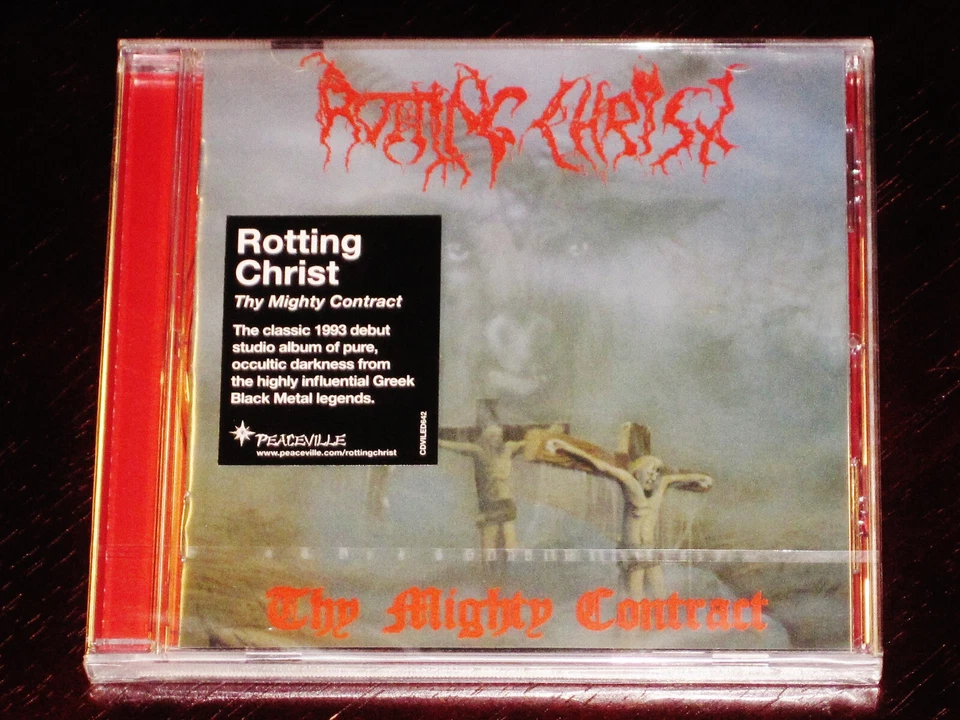 ROTTING CHRIST
Rotting
Christ
Thy Mighty Contract
The classic 1993 debut
studio album of pure,
occultic darkness from
the highly influential Greek
Black Metal legends.
PEACEVILLE
www.peaceville.com/rottingchrist
CDVILED642
Thy Mighty Contract